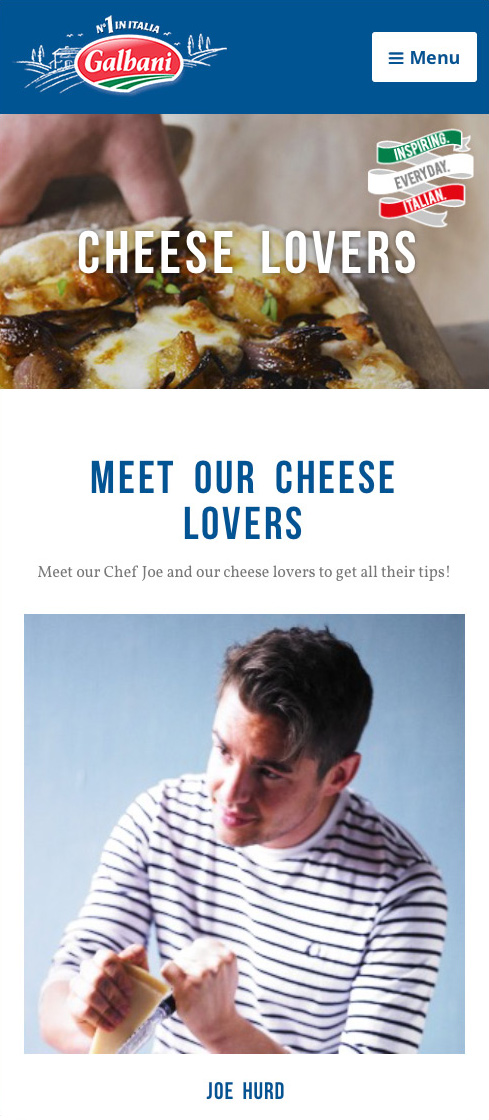 N°1 IN ITALIA
Galbani
Menu
INSPIRING.
EVERYDAY.
ITALIAN.
CHEESE LOVERS
MEET OUR CHEESE
LOVERS
Meet our Chef Joe and our cheese lovers to get all their tips!
JOE HURD